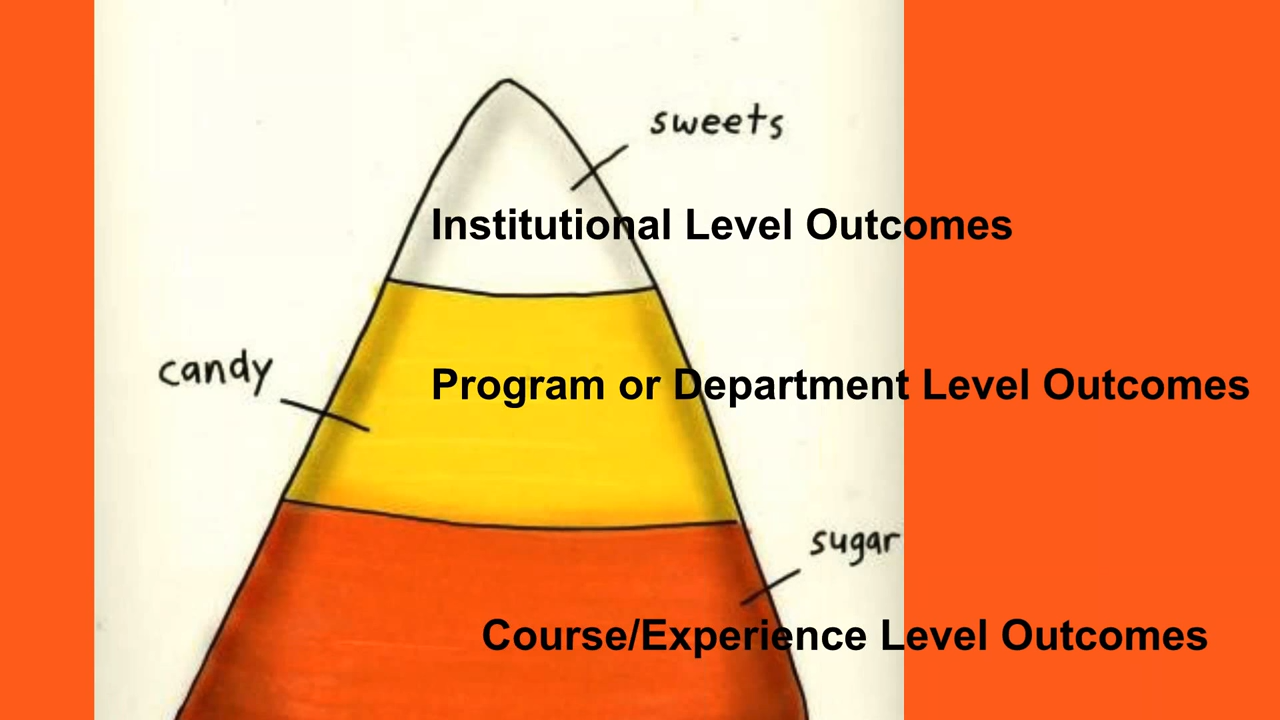 sweets
Institutional Level Outcomes
candy
Program or Department Level Outcomes
sugar
Course/Experience Level Outcomes